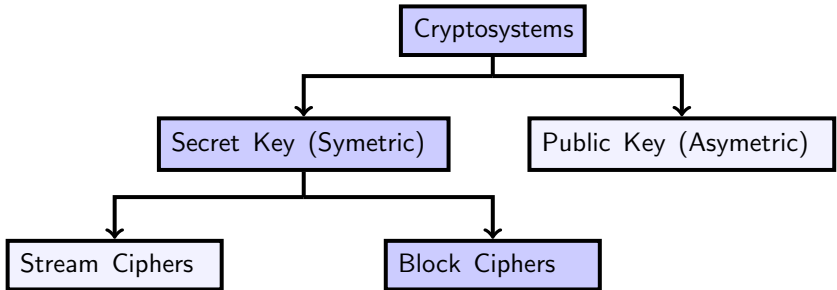 Cryptosystems
Secret Key (Symetric)
Public Key (Asymetric)
Stream Ciphers
Block Ciphers